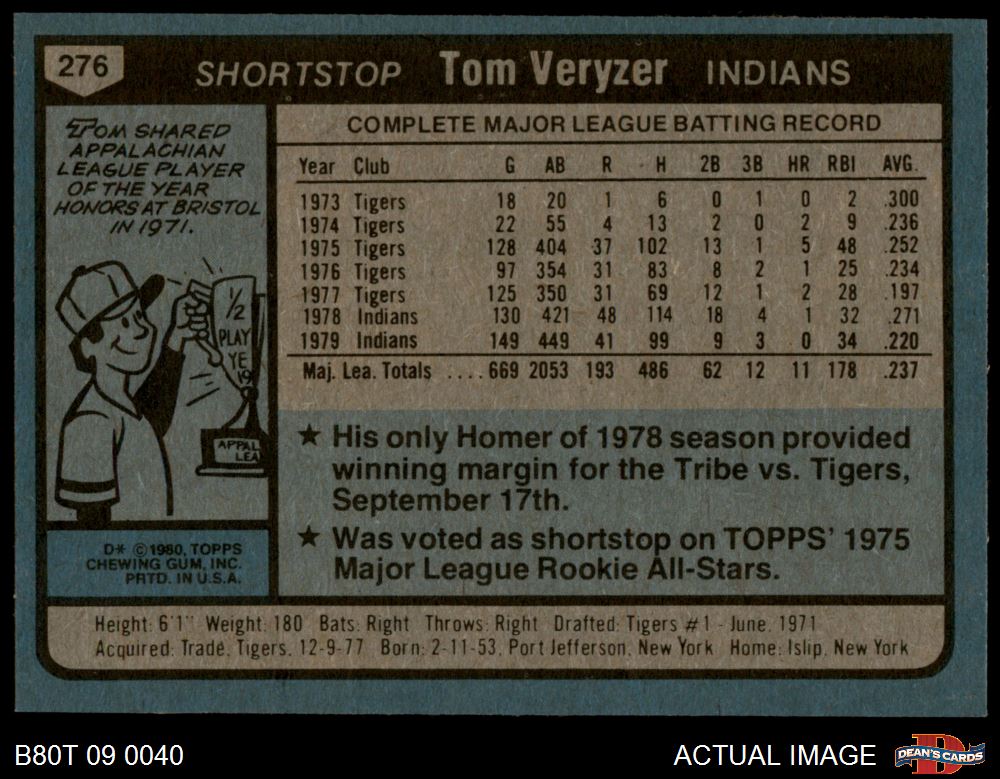 276
SHORTSTOP Tom Veryzer INDIANS
TOM SHARED
APPALACHIAN
LEAGUE PLAYER
OF THE YEAR
HONORS AT BRISTOL
IN 1971.
1/2
PLAY
YE
19
APPAL
LEA
D* © 1980, TOPPS
CHEWING GUM, INC.
PRTD. IN U.S.A.
COMPLETE MAJOR LEAGUE BATTING RECORD
Year Club G AB R H 2B 3B HR RBI AVG.
1973 Tigers 18 20 1 6 0 1 0 2 .300
1974 Tigers 22 55 4 13 2 0 2 9 .236
1975 Tigers 128 404 37 102 13 1 5 48 .252
1976 Tigers 97 354 31 83 8 2 1 25 .234
1977 Tigers 125 350 31 69 12 1 2 28 .197
1978 Indians 130 421 48 114 18 4 1 32 .271
1979 Indians 149 449 41 99 9 3 0 34 .220
Maj. Lea. Totals ....669 2053 193 486 62 12 11 178 .237
★ His only Homer of 1978 season provided
winning margin for the Tribe vs. Tigers,
September 17th.
★ Was voted as shortstop on TOPPS' 1975
Major League Rookie All-Stars.
Height: 6'1" Weight: 180 Bats: Right Throws: Right Drafted: Tigers #1 - June, 1971
Acquired: Trade, Tigers, 12-9-77 Born: 2-11-53, Port Jefferson, New York Home: Islip, New York
B80T 09 0040
ACTUAL IMAGE
DEAN'S CARDS